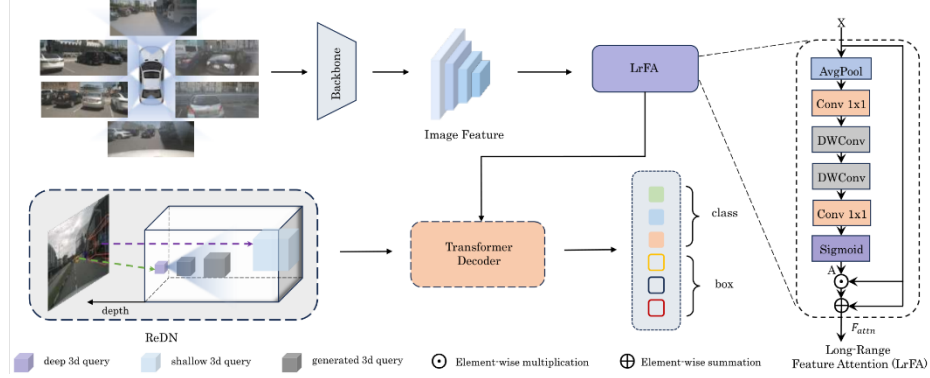 X
Backbone
LrFA
AvgPool
Conv 1x1
DWConv
DWConv
Conv 1x1
Sigmoid
A
F_attn
Long-Range
Feature Attention (LrFA)
Image Feature
Transformer
Decoder
class
box
depth
ReDN
deep 3d query
shallow 3d query
generated 3d query
Element-wise multiplication
Element-wise summation